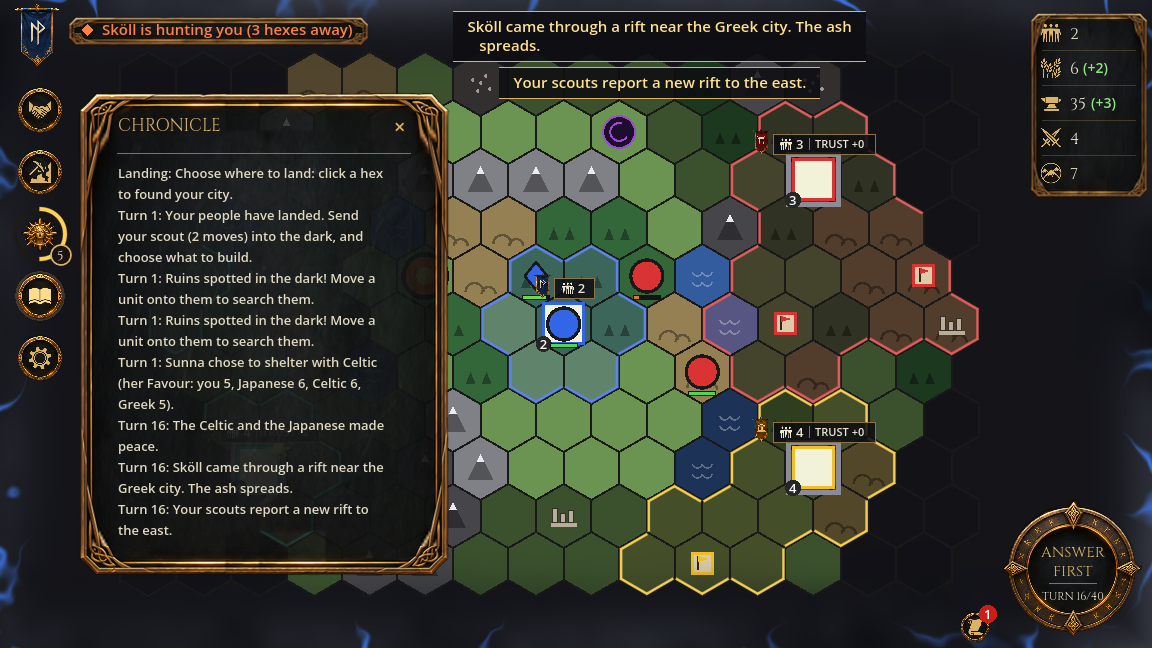 Sköll is hunting you (3 hexes away)
Sköll came through a rift near the Greek city. The ash
spreads.
Your scouts report a new rift to the east.
2
6 (+2)
35 (+3)
4
7
CHRONICLE
×
Landing: Choose where to land: click a hex
to found your city.
Turn 1: Your people have landed. Send
your scout (2 moves) into the dark, and
choose what to build.
Turn 1: Ruins spotted in the dark! Move a
unit onto them to search them.
Turn 1: Ruins spotted in the dark! Move a
unit onto them to search them.
Turn 1: Sunna chose to shelter with Celtic
(her Favour: you 5, Japanese 6, Celtic 6,
Greek 5).
Turn 16: The Celtic and the Japanese made
peace.
Turn 16: Sköll came through a rift near the
Greek city. The ash spreads.
Turn 16: Your scouts report a new rift to
the east.
5
3 | TRUST +0
3
2
2
4 | TRUST +0
4
ANSWER
FIRST
TURN 16/40
1